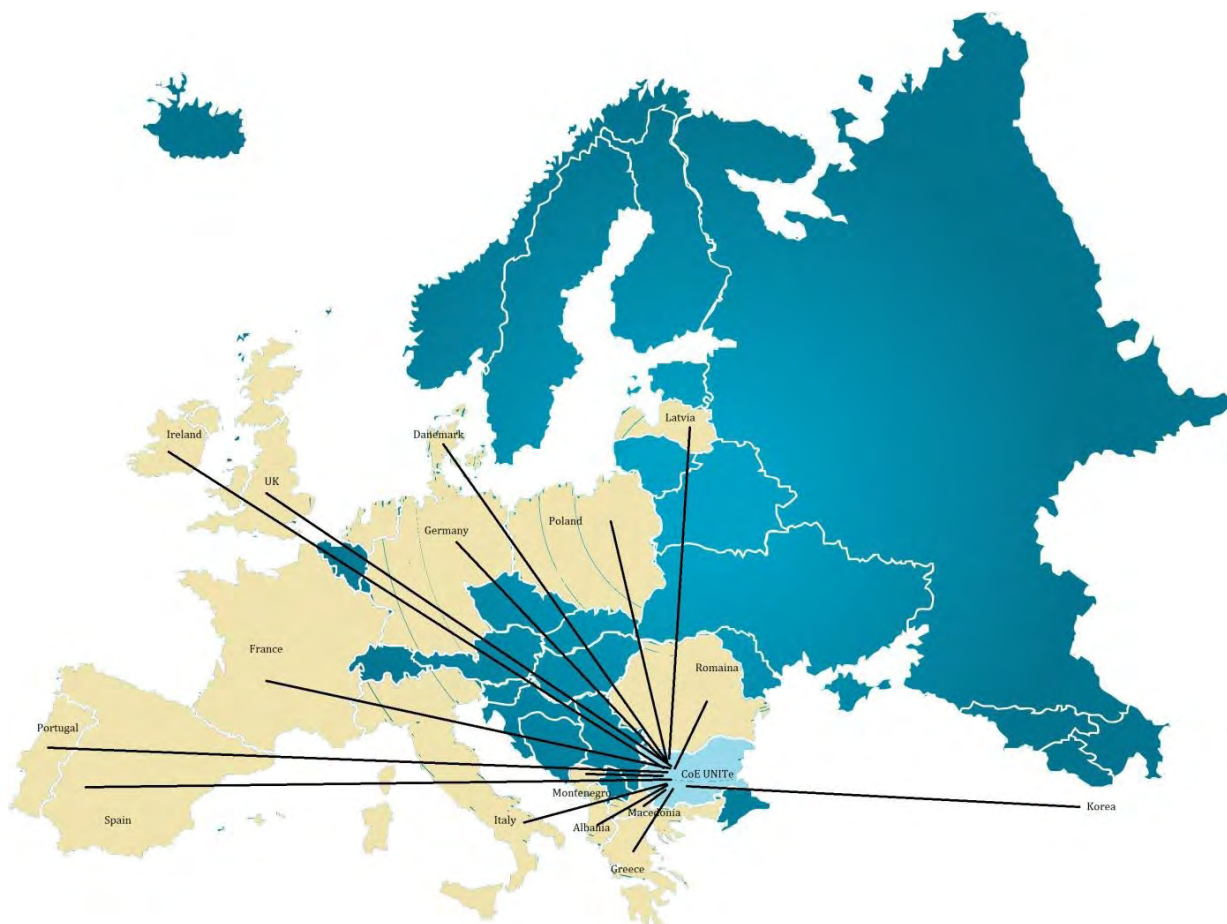 Latvia
Ireland
Danemark
UK
Poland
Germany
France
Romaina
Portugal
CoE UNITe
Montenegro
Korea
Macedonia
Spain
Italy
Albania
Greece